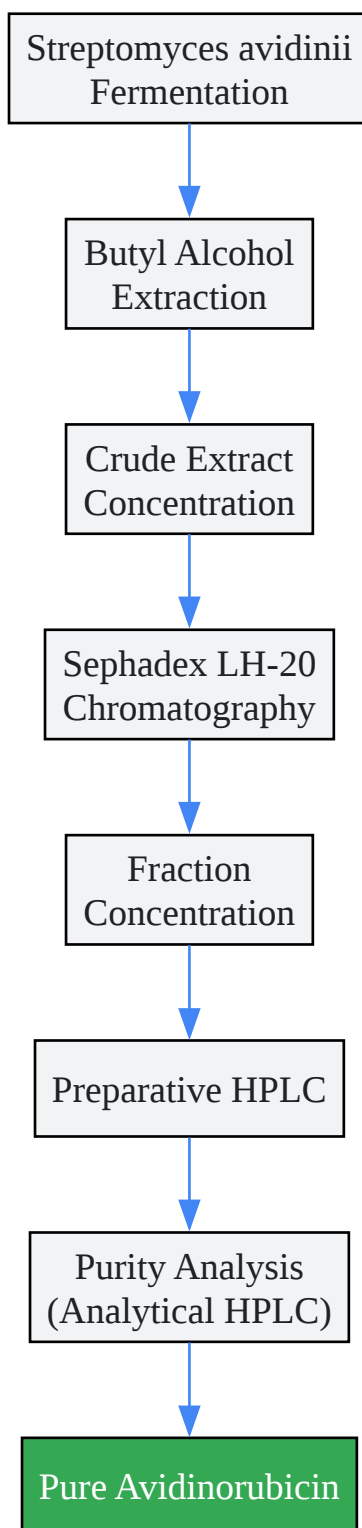 Streptomyces avidinii
Fermentation
Butyl Alcohol
Extraction
Crude Extract
Concentration
Sephadex LH-20
Chromatography
Fraction
Concentration
Preparative HPLC
Purity Analysis
(Analytical HPLC)
Pure Avidinorubicin